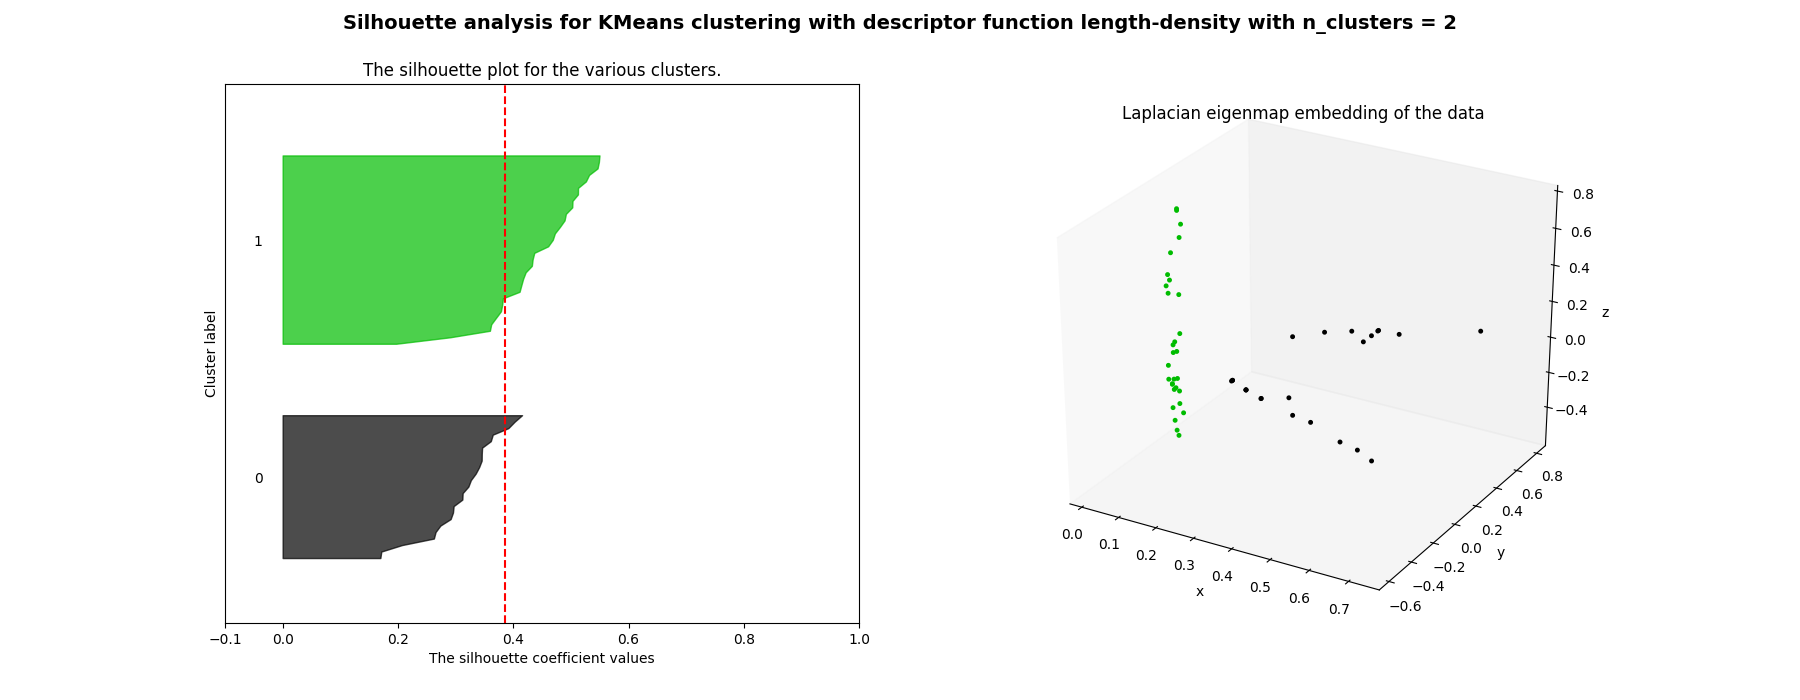 Silhouette analysis for KMeans clustering with descriptor function length-density with n_clusters = 2
The silhouette plot for the various clusters.
Cluster label
1
0
−0.1 0.0 0.2 0.4 0.6 0.8 1.0
The silhouette coefficient values
Laplacian eigenmap embedding of the data
0.8
0.6
0.4
0.2
0.0
−0.2
−0.4
z
0.8
0.6
0.4
0.2
0.0
−0.2
−0.4
−0.6
y
0.0 0.1 0.2 0.3 0.4 0.5 0.6 0.7
x